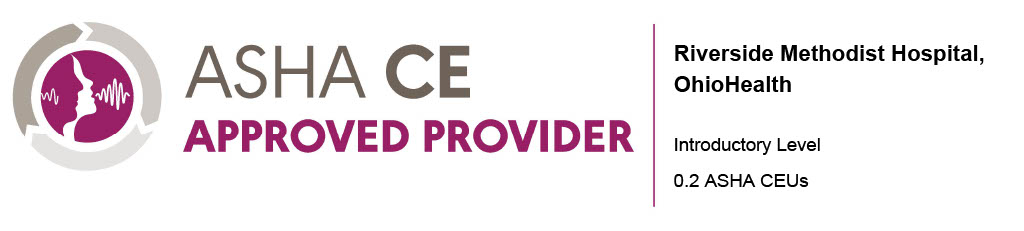 ASHA CE
APPROVED PROVIDER
Riverside Methodist Hospital,
OhioHealth
Introductory Level
0.2 ASHA CEUs